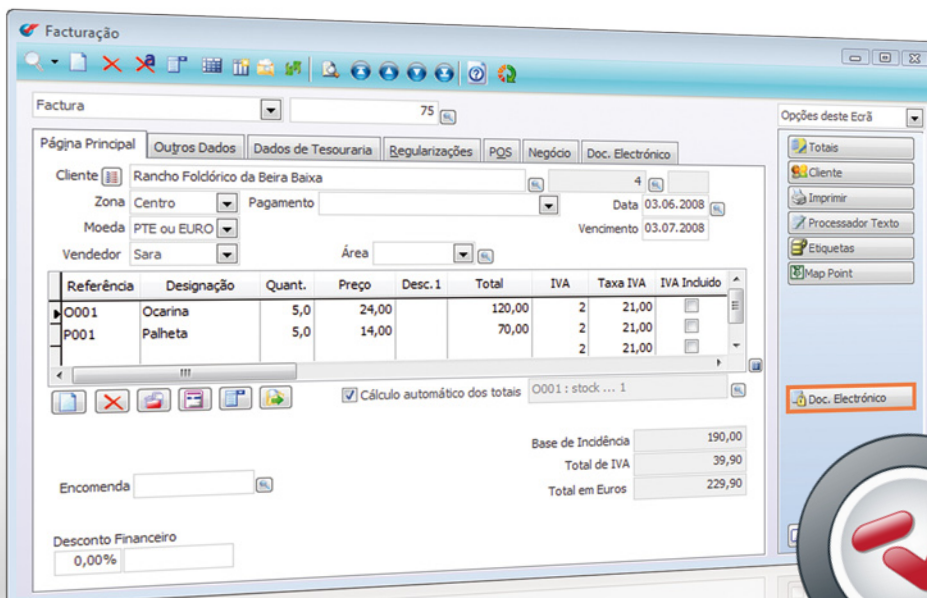 Facturação
Factura 75
Opções deste Ecrã
Página Principal Outros Dados Dados de Tesouraria Regularizações POS Negócio Doc. Electrónico
Totais
Cliente
Imprimir
Processador Texto
Etiquetas
Map Point
Doc. Electrónico
Cliente Rancho Folclórico da Beira Baixa 4
Zona Centro Pagamento Data 03.06.2008
Moeda PTE ou EURO Vencimento 03.07.2008
Vendedor Sara Área
Referência Designação Quant. Preço Desc.1 Total IVA Taxa IVA IVA Incluido
O001 Ocarina 5,0 24,00 120,00 2 21,00
P001 Palheta 5,0 14,00 70,00 2 21,00
2 21,00
Cálculo automático dos totais O001 : stock ... 1
Base de Incidência 190,00
Total de IVA 39,90
Encomenda Total em Euros 229,90
Desconto Financeiro
0,00%